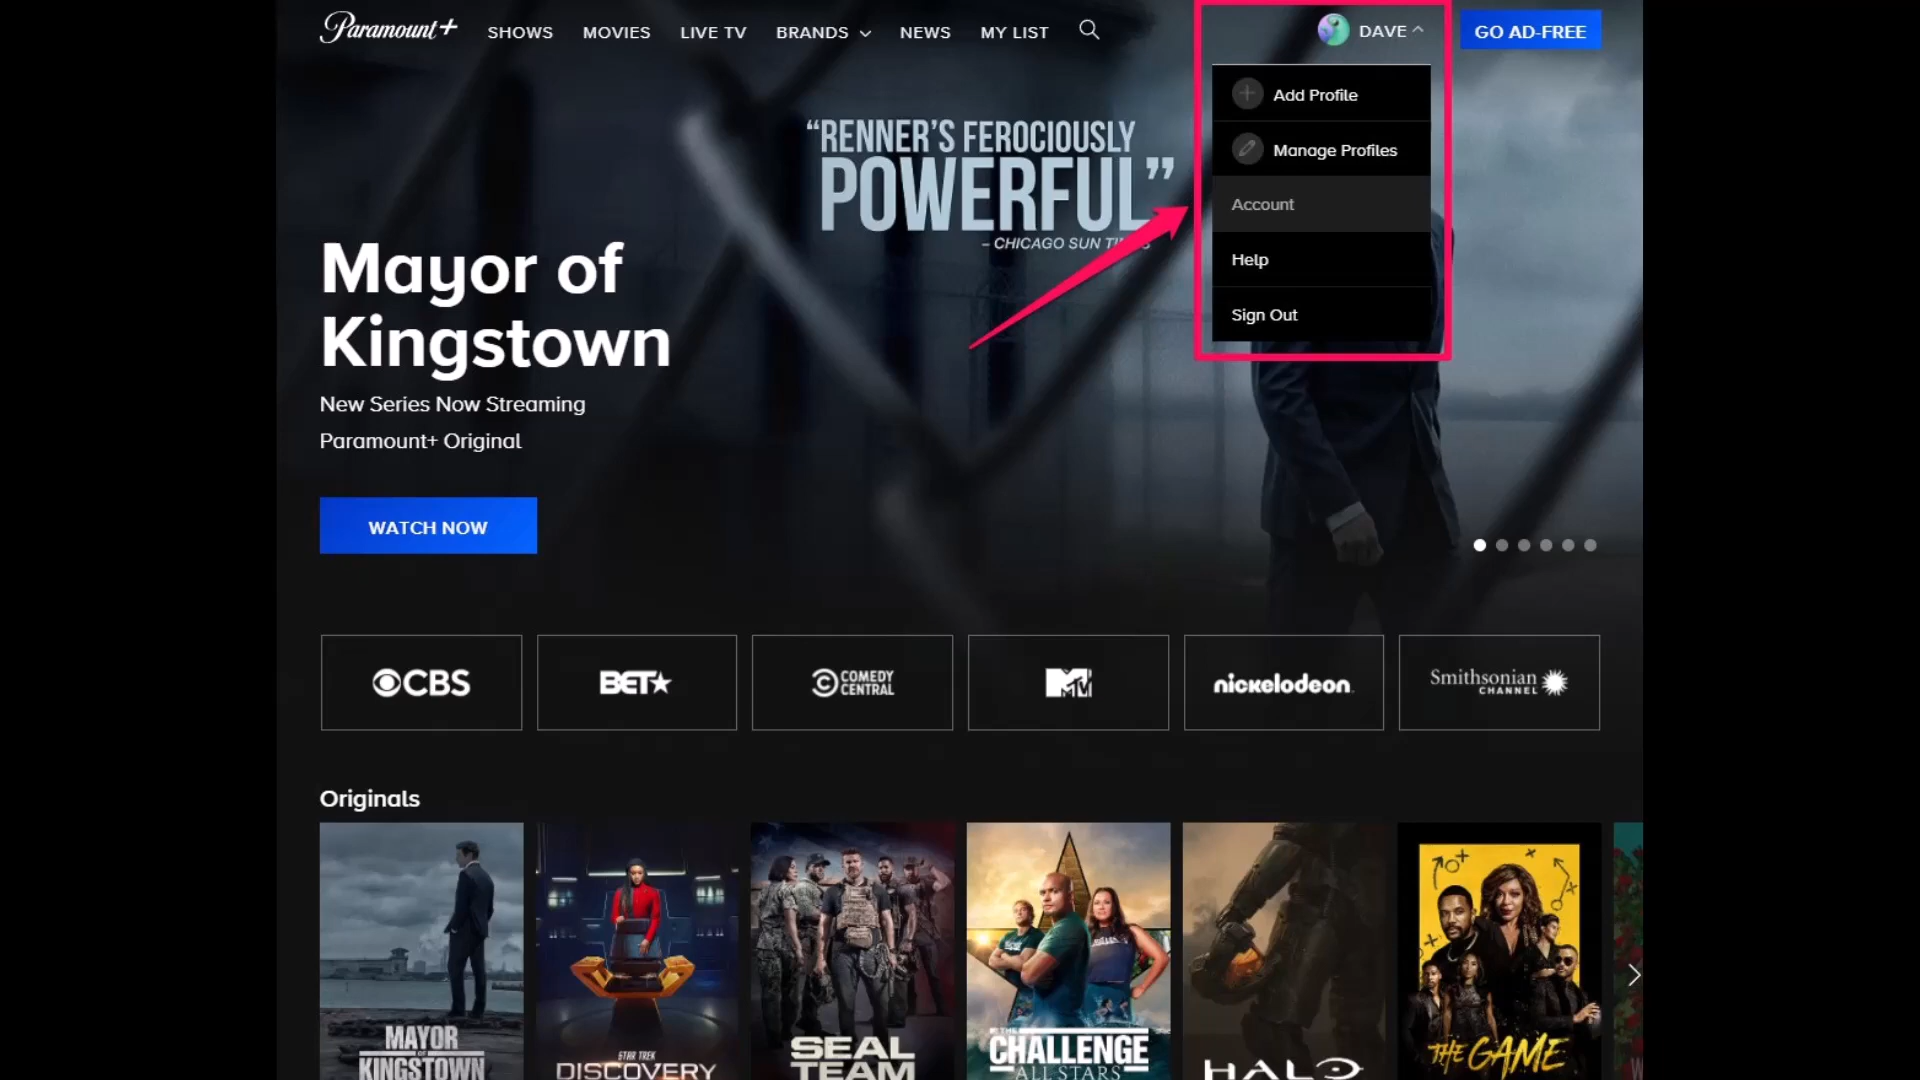 Paramount+
SHOWS
MOVIES
LIVE TV
BRANDS
NEWS
MY LIST
DAVE
GO AD-FREE
Add Profile
Manage Profiles
Account
Help
Sign Out
“RENNER’S FEROCIOUSLY
POWERFUL”
– CHICAGO SUN
Mayor of
Kingstown
New Series Now Streaming
Paramount+ Original
WATCH NOW
CBS
BET
COMEDY
CENTRAL
MTV
nickelodeon
Smithsonian
CHANNEL
Originals
MAYOR
OF
KINGSTOWN
STAR TREK
DISCOVERY
SEAL
TEAM
THE
CHALLENGE
ALL STARS
HALO
THE GAME